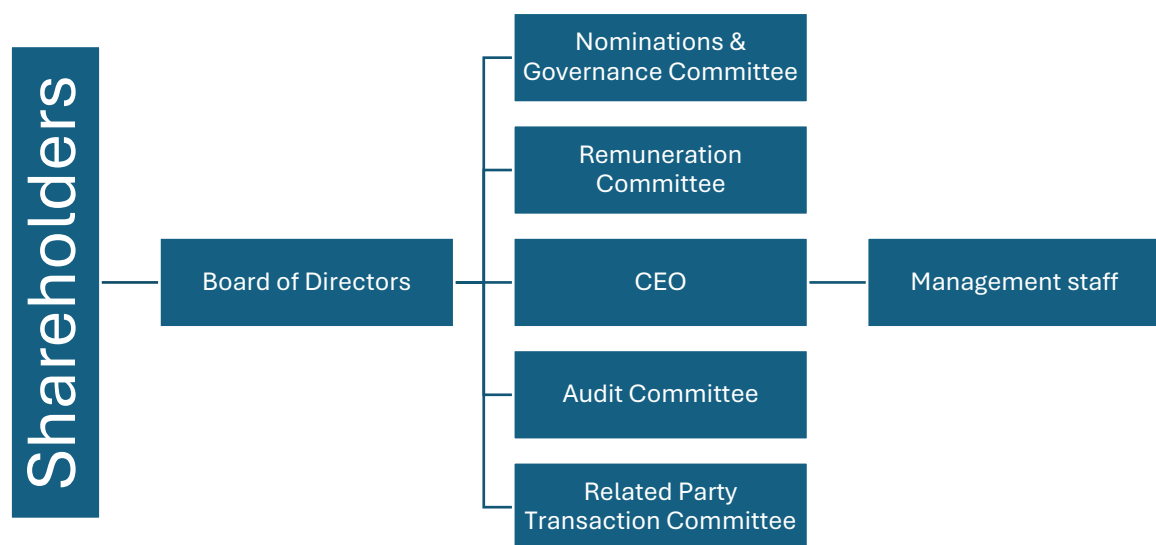 Shareholders
Board of Directors
Nominations &
Governance Committee
Remuneration
Committee
CEO
Management staff
Audit Committee
Related Party
Transaction Committee